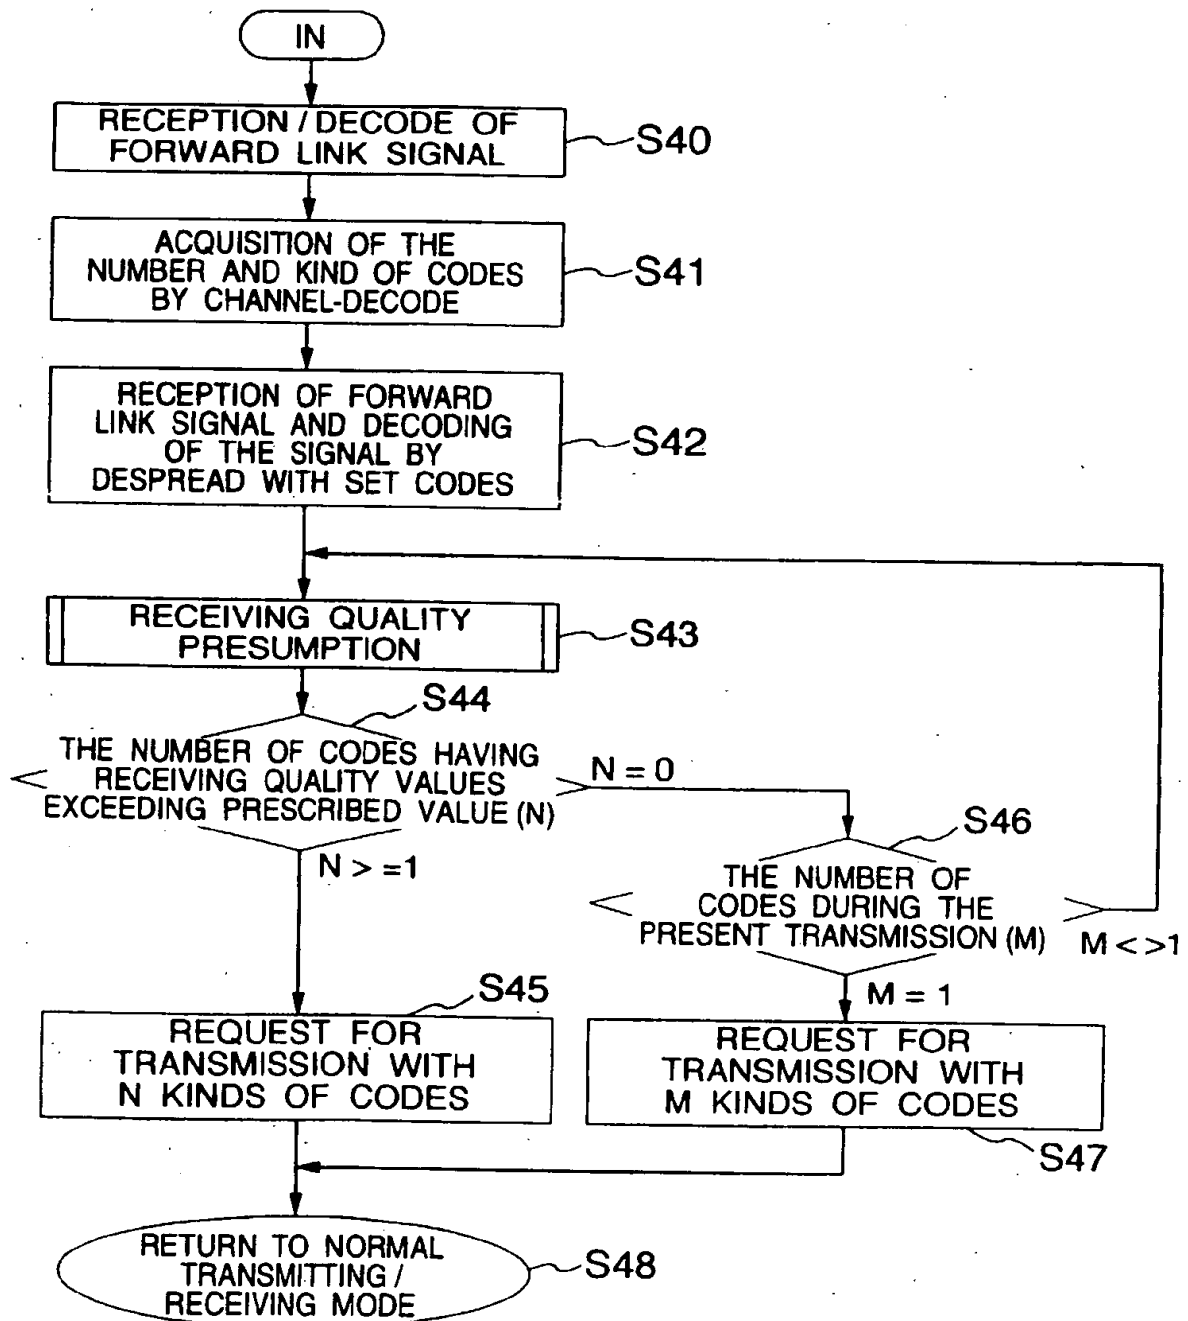 IN
RECEPTION / DECODE OF
FORWARD LINK SIGNAL
S40
ACQUISITION OF THE
NUMBER AND KIND OF CODES
BY CHANNEL-DECODE
S41
RECEPTION OF FORWARD
LINK SIGNAL AND DECODING
OF THE SIGNAL BY
DESPREAD WITH SET CODES
S42
RECEIVING QUALITY
PRESUMPTION
S43
S44
THE NUMBER OF CODES HAVING
RECEIVING QUALITY VALUES
EXCEEDING PRESCRIBED VALUE (N)
N = 0
N > =1
S46
THE NUMBER OF
CODES DURING THE
PRESENT TRANSMISSION (M)
M < >1
M = 1
S45
REQUEST FOR
TRANSMISSION WITH
N KINDS OF CODES
REQUEST FOR
TRANSMISSION WITH
M KINDS OF CODES
S47
RETURN TO NORMAL
TRANSMITTING /
RECEIVING MODE
S48